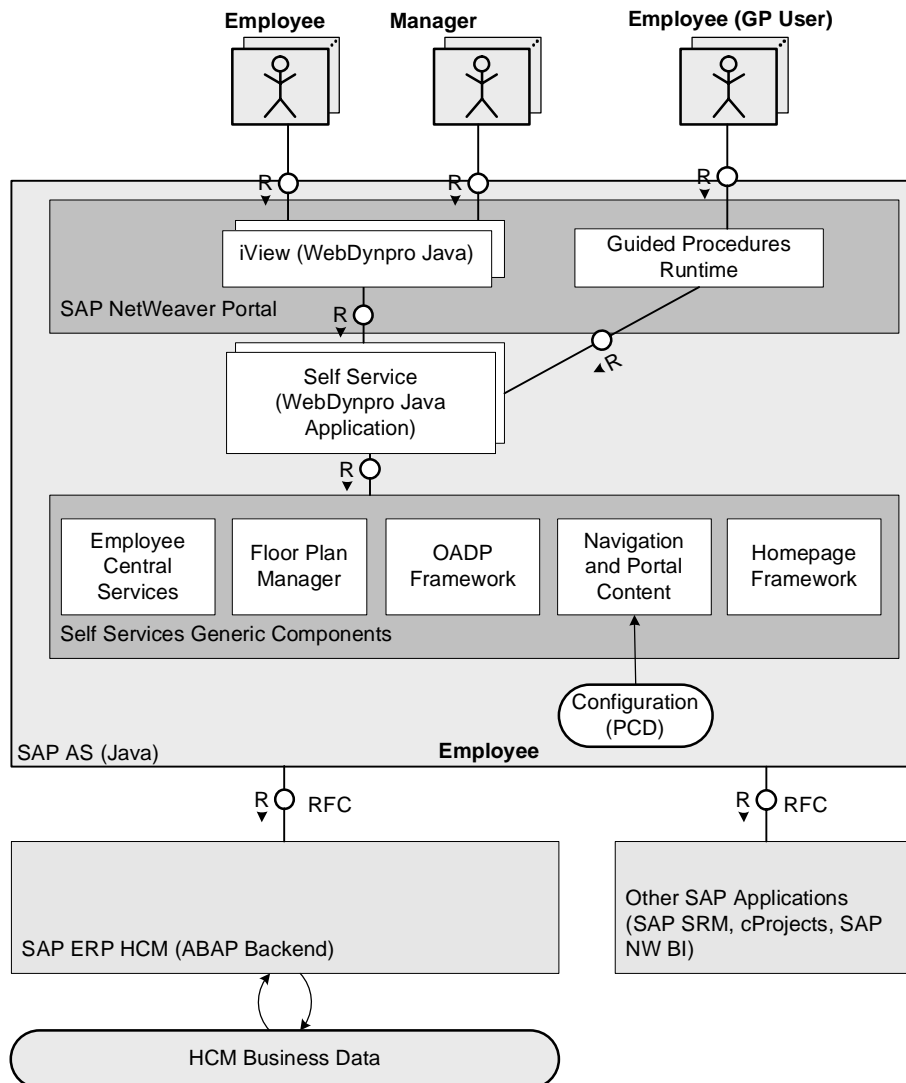 Employee
Manager
Employee (GP User)
R
R
R
iView (WebDynpro Java)
Guided Procedures
Runtime
SAP NetWeaver Portal
R
R
Self Service
(WebDynpro Java
Application)
R
Employee
Central
Services
Floor Plan
Manager
OADP
Framework
Navigation
and Portal
Content
Homepage
Framework
Self Services Generic Components
Configuration
(PCD)
SAP AS (Java)
Employee
R
RFC
R
RFC
SAP ERP HCM (ABAP Backend)
Other SAP Applications
(SAP SRM, cProjects, SAP
NW BI)
HCM Business Data